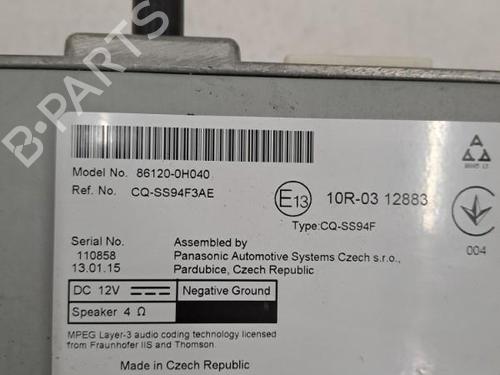 B-PARTS
Model No. 86120-0H040
Ref. No. CQ-SS94F3AE
E13 10R-03 12883
Type:CQ-SS94F
004
Serial No.
110858
13.01.15
Assembled by
Panasonic Automotive Systems Czech s.r.o.,
Pardubice, Czech Republic
DC 12V
Negative Ground
Speaker 4 Ω
MPEG Layer-3 audio coding technology licensed
from Fraunhofer IIS and Thomson.
Made in Czech Republic